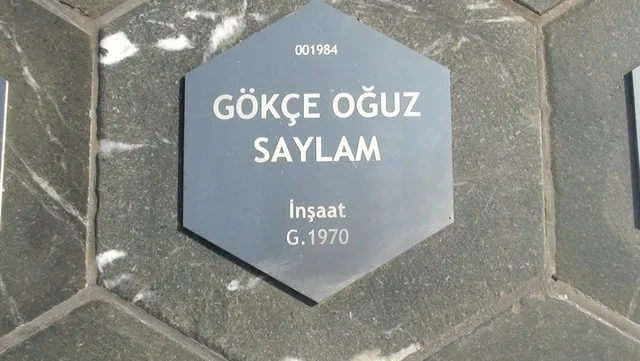 001984
GÖKÇE OĞUZ
SAYLAM
İnşaat
G.1970